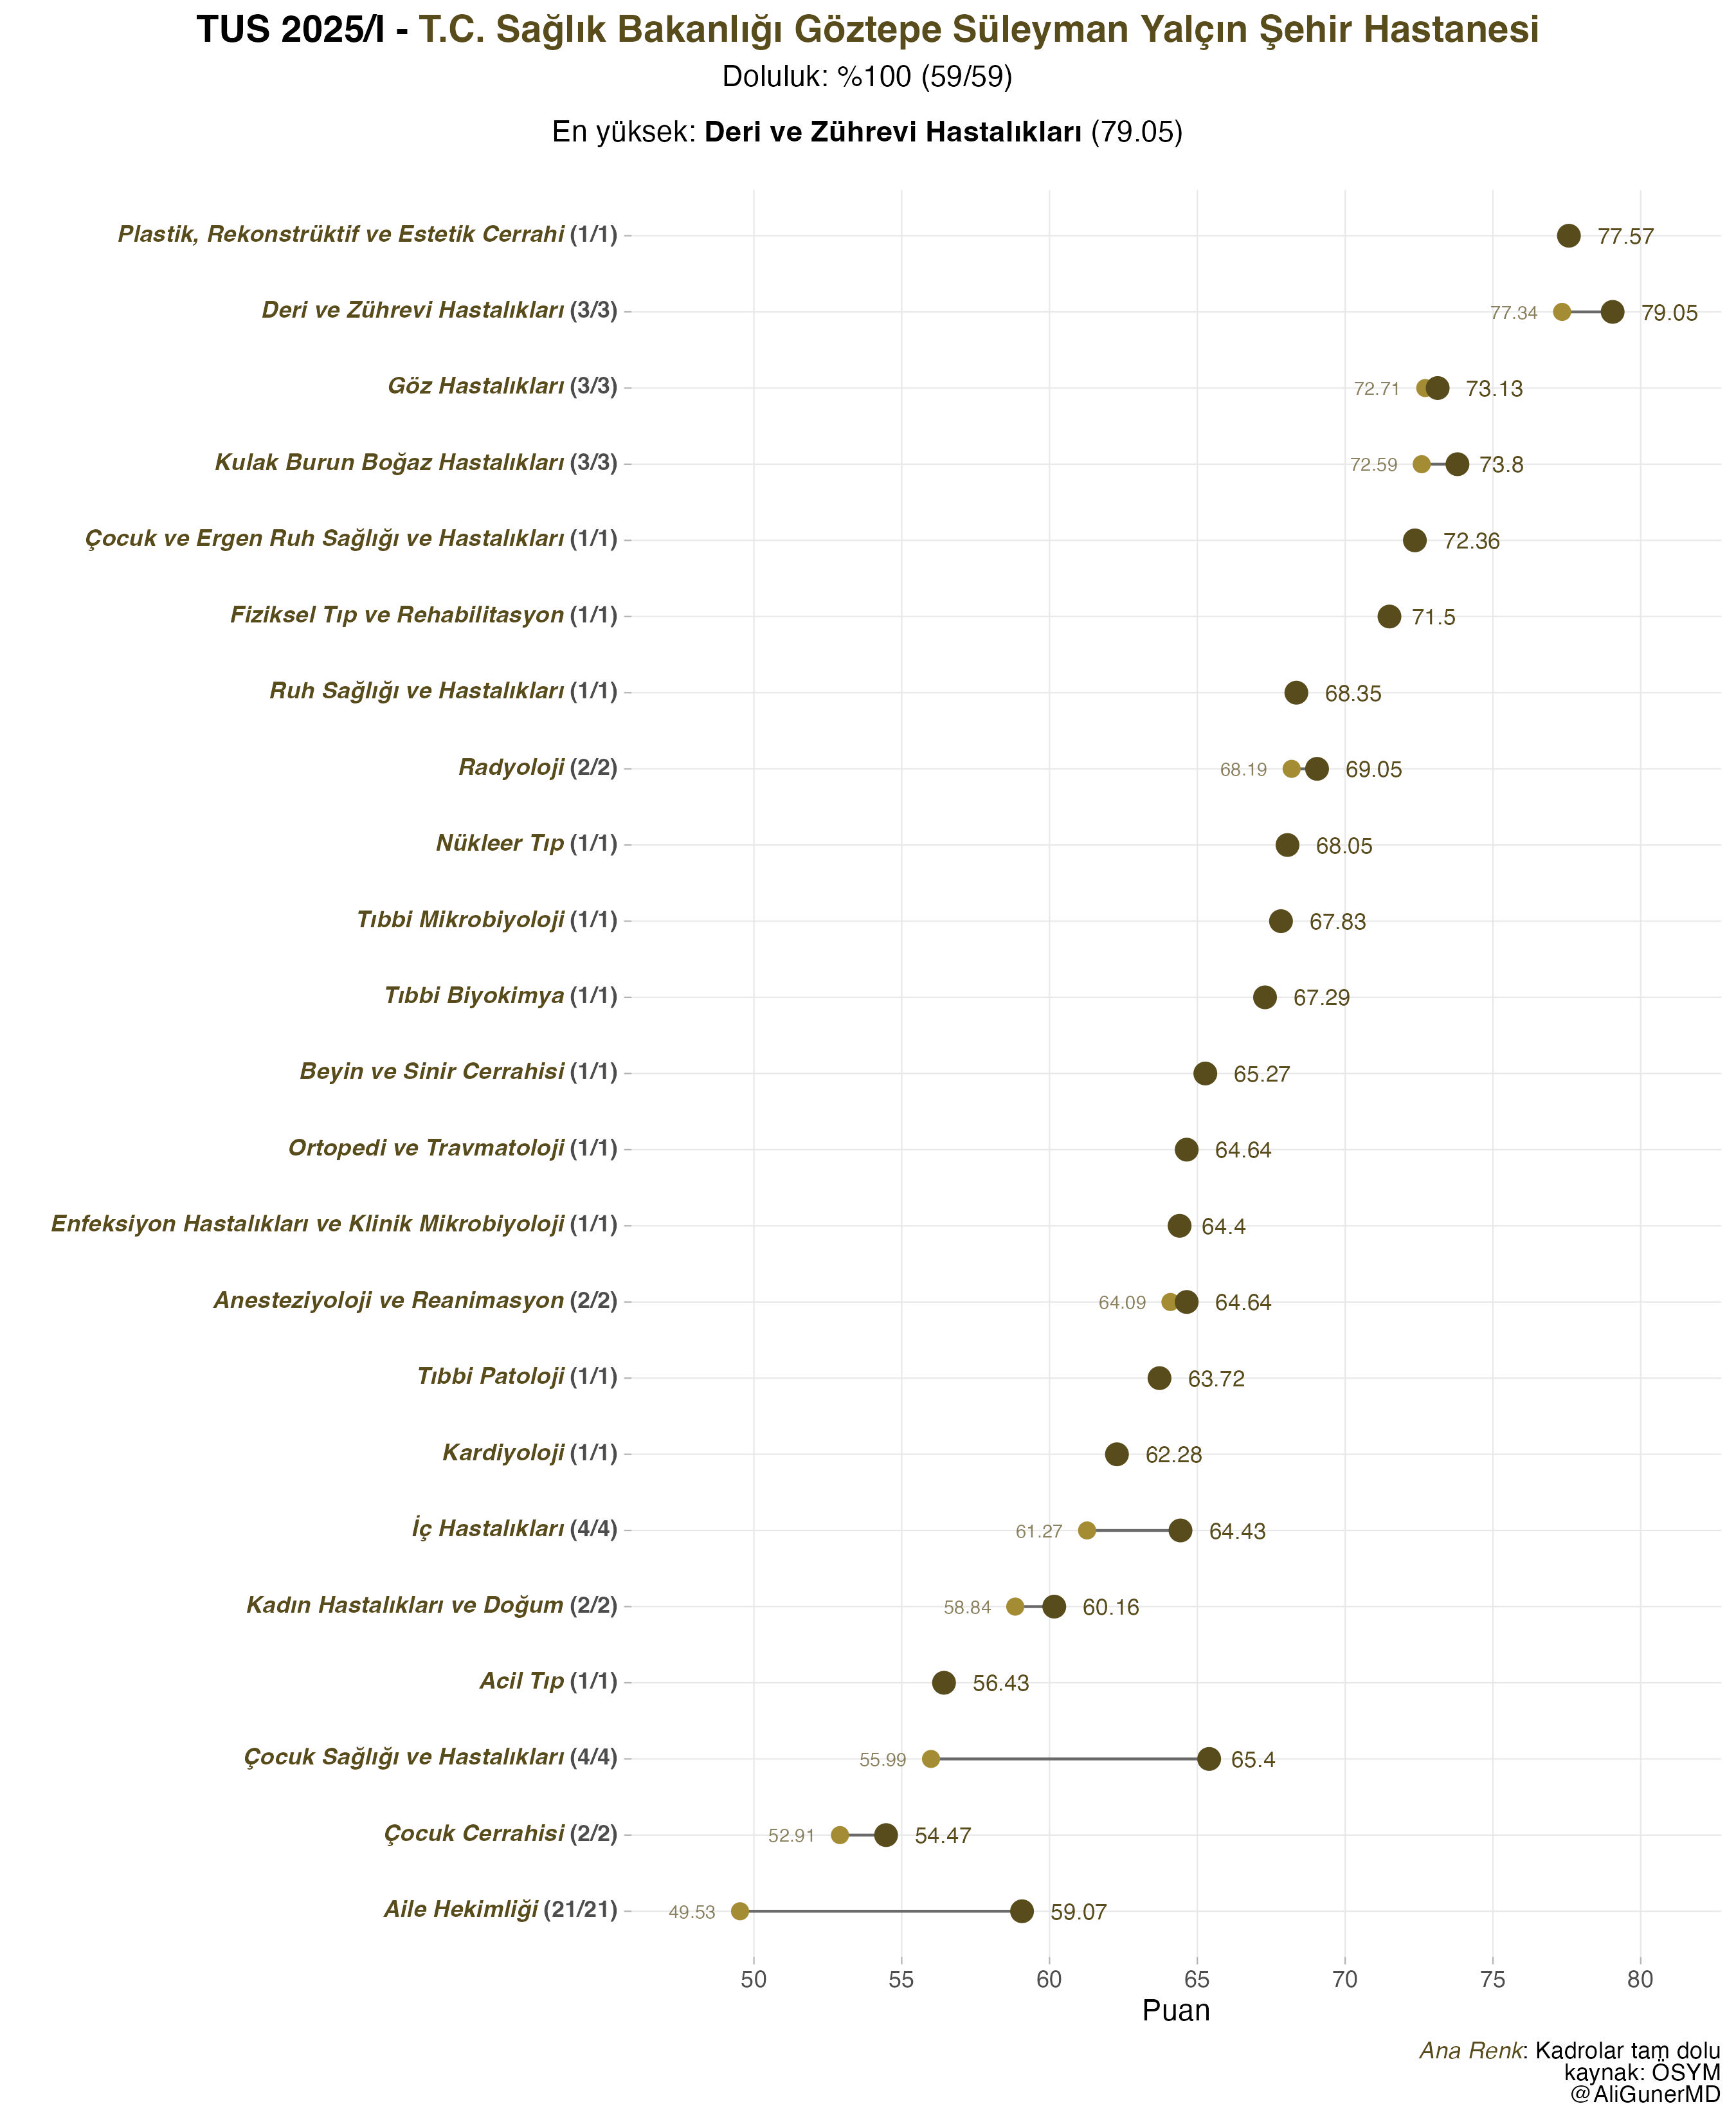 TUS 2025/I - T.C. Sağlık Bakanlığı Göztepe Süleyman Yalçın Şehir Hastanesi
Doluluk: %100 (59/59)
En yüksek: Deri ve Zührevi Hastalıkları (79.05)
Plastik, Rekonstrüktif ve Estetik Cerrahi (1/1) 77.57
Deri ve Zührevi Hastalıkları (3/3) 77.34 79.05
Göz Hastalıkları (3/3) 72.71 73.13
Kulak Burun Boğaz Hastalıkları (3/3) 72.59 73.8
Çocuk ve Ergen Ruh Sağlığı ve Hastalıkları (1/1) 72.36
Fiziksel Tıp ve Rehabilitasyon (1/1) 71.5
Ruh Sağlığı ve Hastalıkları (1/1) 68.35
Radyoloji (2/2) 68.19 69.05
Nükleer Tıp (1/1) 68.05
Tıbbi Mikrobiyoloji (1/1) 67.83
Tıbbi Biyokimya (1/1) 67.29
Beyin ve Sinir Cerrahisi (1/1) 65.27
Ortopedi ve Travmatoloji (1/1) 64.64
Enfeksiyon Hastalıkları ve Klinik Mikrobiyoloji (1/1) 64.4
Anesteziyoloji ve Reanimasyon (2/2) 64.09 64.64
Tıbbi Patoloji (1/1) 63.72
Kardiyoloji (1/1) 62.28
İç Hastalıkları (4/4) 61.27 64.43
Kadın Hastalıkları ve Doğum (2/2) 58.84 60.16
Acil Tıp (1/1) 56.43
Çocuk Sağlığı ve Hastalıkları (4/4) 55.99 65.4
Çocuk Cerrahisi (2/2) 52.91 54.47
Aile Hekimliği (21/21) 49.53 59.07
50 55 60 65 70 75 80
Puan
Ana Renk: Kadrolar tam dolu
kaynak: ÖSYM
@AliGunerMD